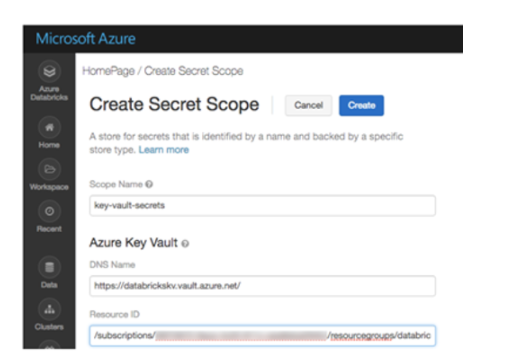 Microsoft Azure
HomePage / Create Secret Scope
Azure
Databricks
Create Secret Scope
Cancel
Create
A store for secrets that is identified by a name and backed by a specific
store type. Learn more
Home
Workspace
Scope Name
key-vault-secrets
Recent
Azure Key Vault
DNS Name
https://databrickskv.vault.azure.net/
Data
Resource ID
/subscriptions/ /resourcegroups/databric
Clusters